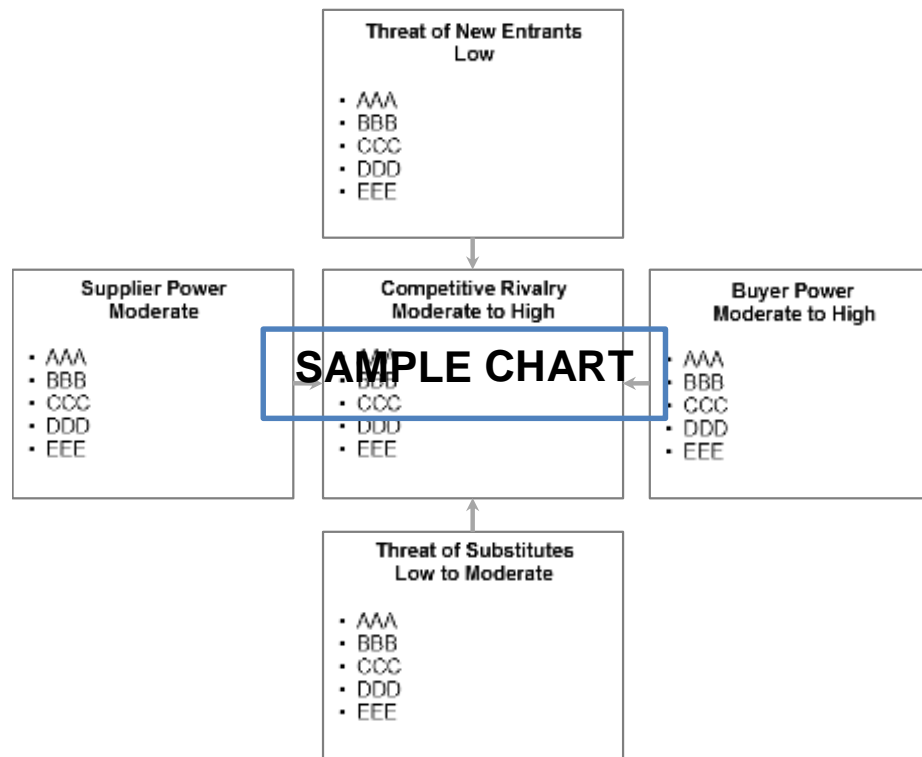 Threat of New Entrants
Low
▪ AAA
▪ BBB
▪ CCC
▪ DDD
▪ EEE
Supplier Power
Moderate
▪ AAA
▪ BBB
▪ CCC
▪ DDD
▪ EEE
Competitive Rivalry
Moderate to High
▪ AAA
▪ BBB
▪ CCC
▪ DDD
▪ EEE
SAMPLE CHART
Buyer Power
Moderate to High
▪ AAA
▪ BBB
▪ CCC
▪ DDD
▪ EEE
Threat of Substitutes
Low to Moderate
▪ AAA
▪ BBB
▪ CCC
▪ DDD
▪ EEE